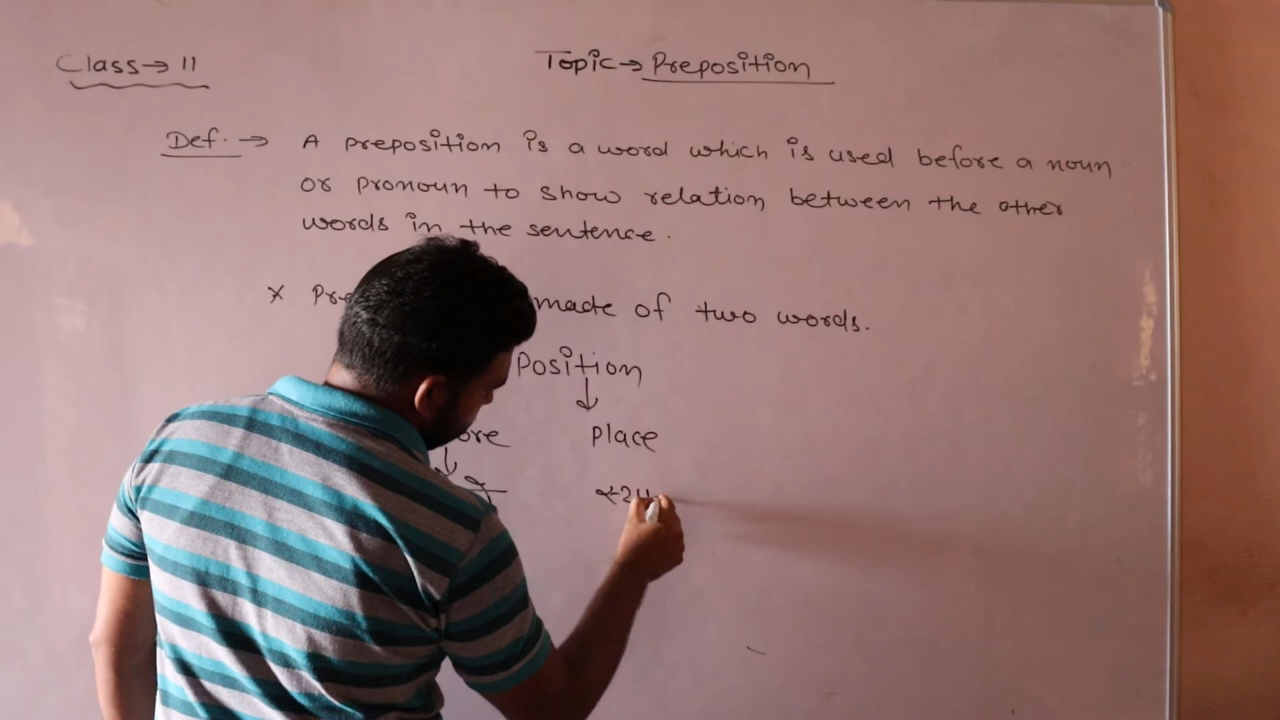 Class → 11
Topic → Preposition
Def. → A preposition is a word which is used before a noun
or pronoun to show relation between the other
words in the sentence.
× made of two words.
Position
↓
Place
↓